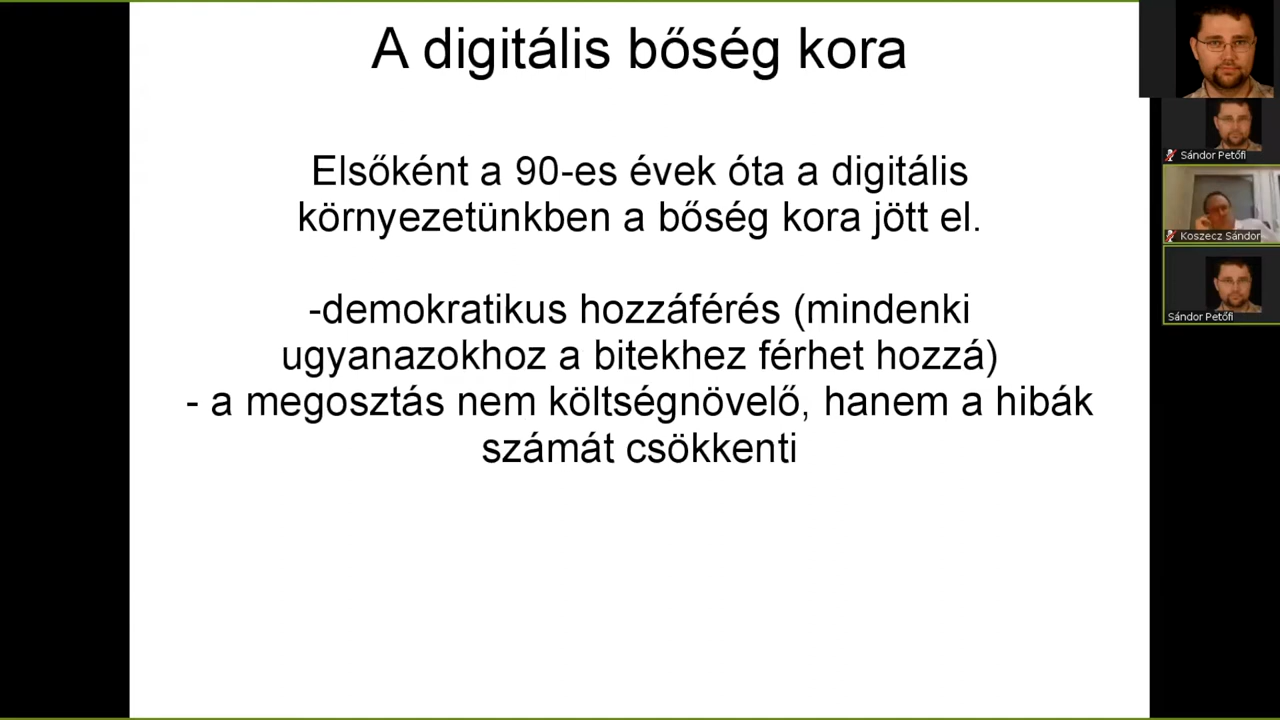 A digitális bőség kora
Elsőként a 90-es évek óta a digitális
környezetünkben a bőség kora jött el.
-demokratikus hozzáférés (mindenki
ugyanazokhoz a bitekhez férhet hozzá)
- a megosztás nem költségnövelő, hanem a hibák
számát csökkenti
Sándor Petőfi
Koszecz Sándor
Sándor Petőfi